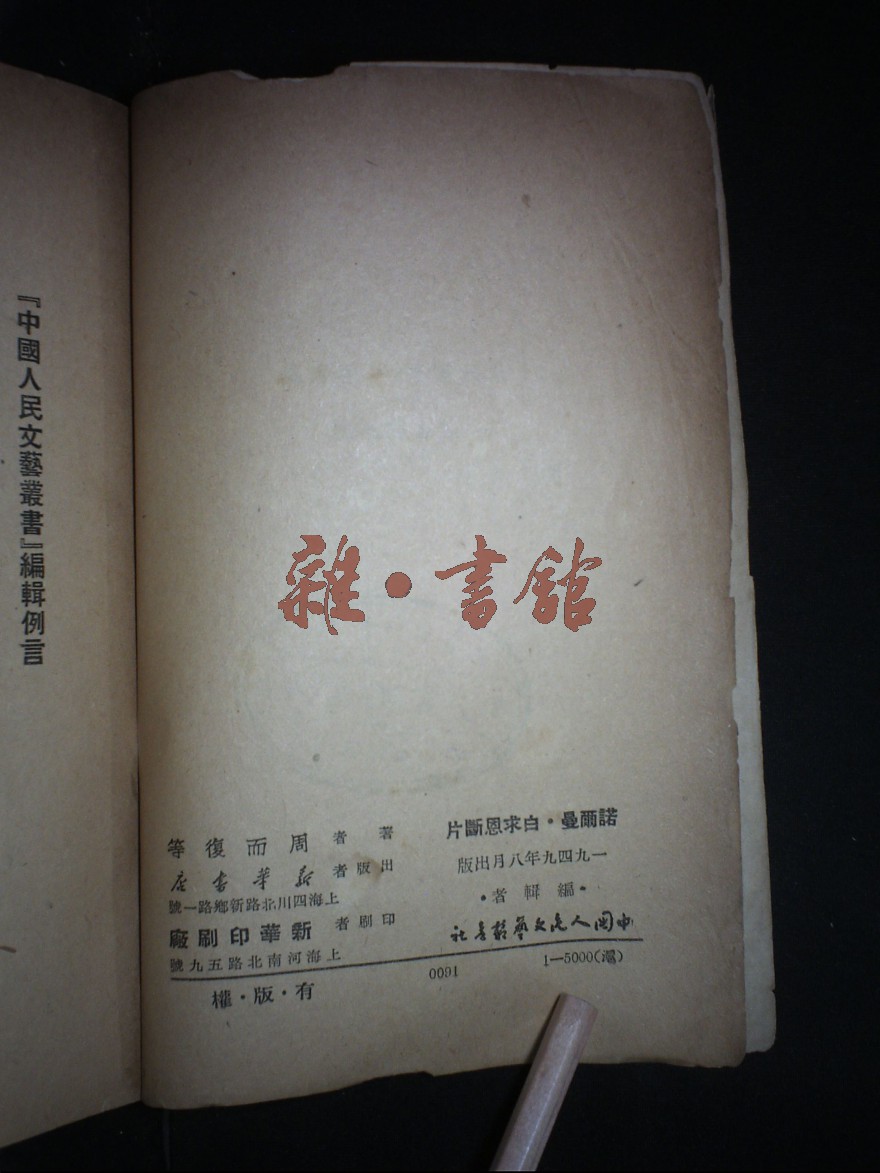 『中國人民文藝叢書』編輯例言
雜·書館
諾爾曼·白求恩斷片
一九四九年八月出版
·編輯者·
中国人民文藝叢書社
著者 周而復等
出版者 新華書店
上海四川北路新鄉路一號
印刷者 新華印刷廠
上海河南北路五九號
1—5000(滬)
0091
有·版·權